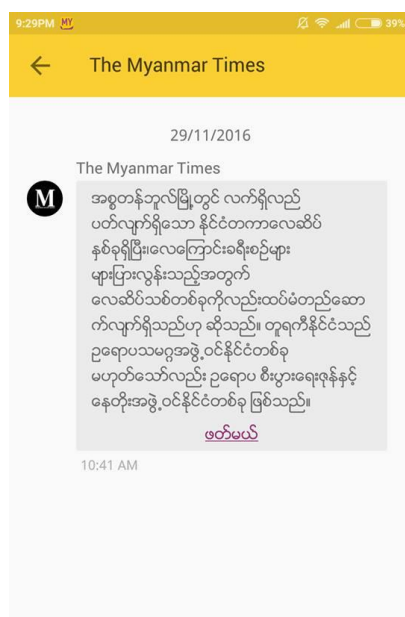 9:29PM MY 39%
The Myanmar Times
29/11/2016
The Myanmar Times
M
အစ္စတန်ဘူလ်မြို့တွင် လက်ရှိလည်
ပတ်လျက်ရှိသော နိုင်ငံတကာလေဆိပ်
နှစ်ခုရှိပြီး၊လေကြောင်းခရီးစဉ်များ
များပြားလွန်းသည့်အတွက်
လေဆိပ်သစ်တစ်ခုကိုလည်းထပ်မံတည်ဆော
က်လျက်ရှိသည်ဟု ဆိုသည်။ တူရကီနိုင်ငံသည်
ဥရောပသမဂ္ဂအဖွဲ့ဝင်နိုင်ငံတစ်ခု
မဟုတ်သော်လည်း ဥရောပ စီးပွားရေးဇုန်နှင့်
နေတိုးအဖွဲ့ဝင်နိုင်ငံတစ်ခု ဖြစ်သည်။
ဖတ်မယ်
10:41 AM